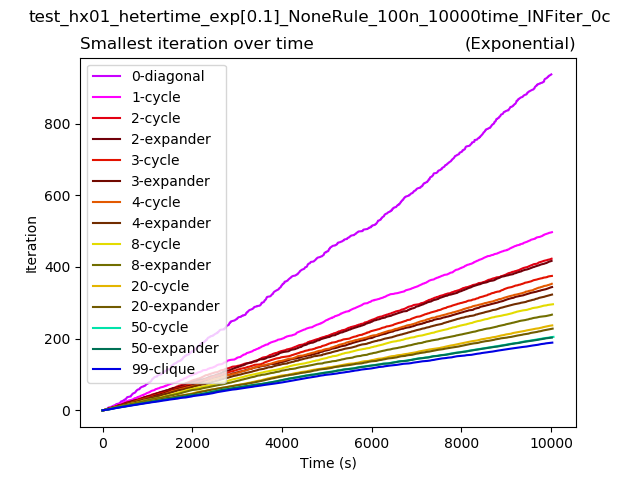 test_hx01_hetertime_exp[0.1]_NoneRule_100n_10000time_INFiter_0c
Smallest iteration over time (Exponential)
0-diagonal
1-cycle
2-cycle
2-expander
3-cycle
3-expander
4-cycle
4-expander
8-cycle
8-expander
20-cycle
20-expander
50-cycle
50-expander
99-clique
800
600
400
200
0
Iteration
0 2000 4000 6000 8000 10000
Time (s)